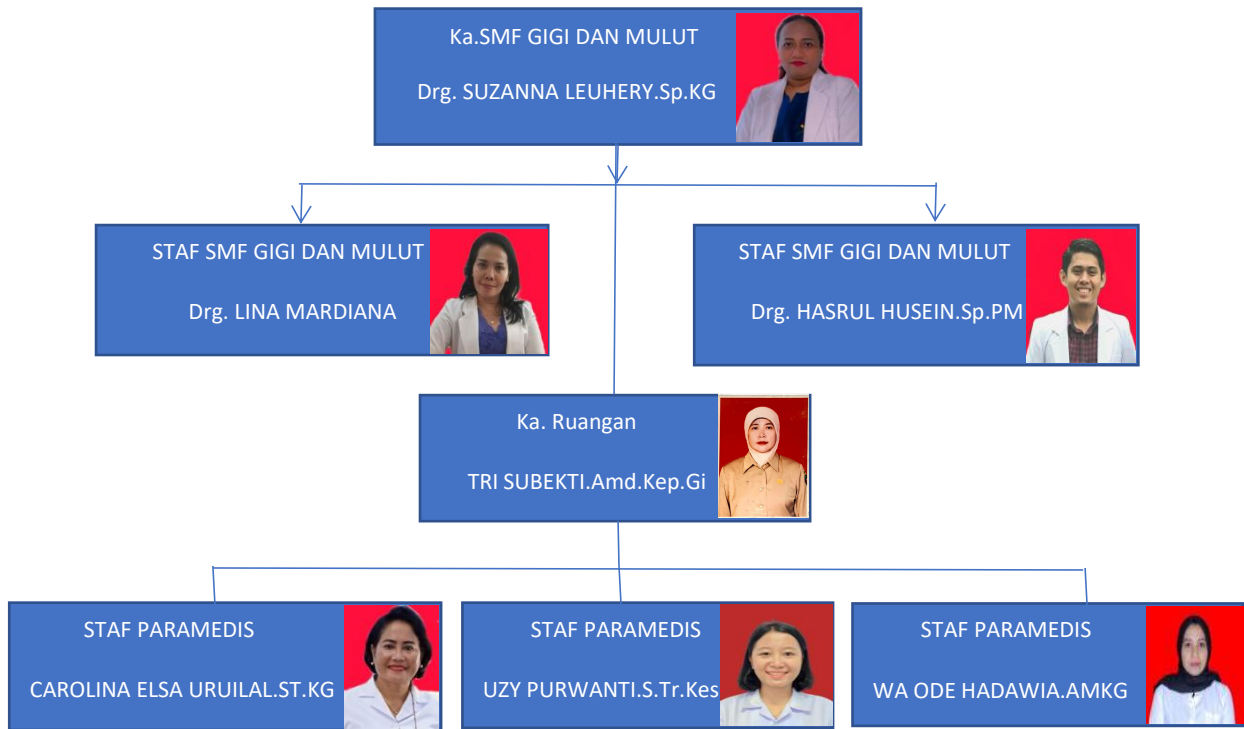 Ka.SMF GIGI DAN MULUT
Drg. SUZANNA LEUHERY.Sp.KG
STAF SMF GIGI DAN MULUT
Drg. LINA MARDIANA
STAF SMF GIGI DAN MULUT
Drg. HASRUL HUSEIN.Sp.PM
Ka. Ruangan
TRI SUBEKTI.Amd.Kep.Gi
STAF PARAMEDIS
CAROLINA ELSA URUILAL.ST.KG
STAF PARAMEDIS
UZY PURWANTI.S.Tr.Kes
STAF PARAMEDIS
WA ODE HADAWIA.AMKG